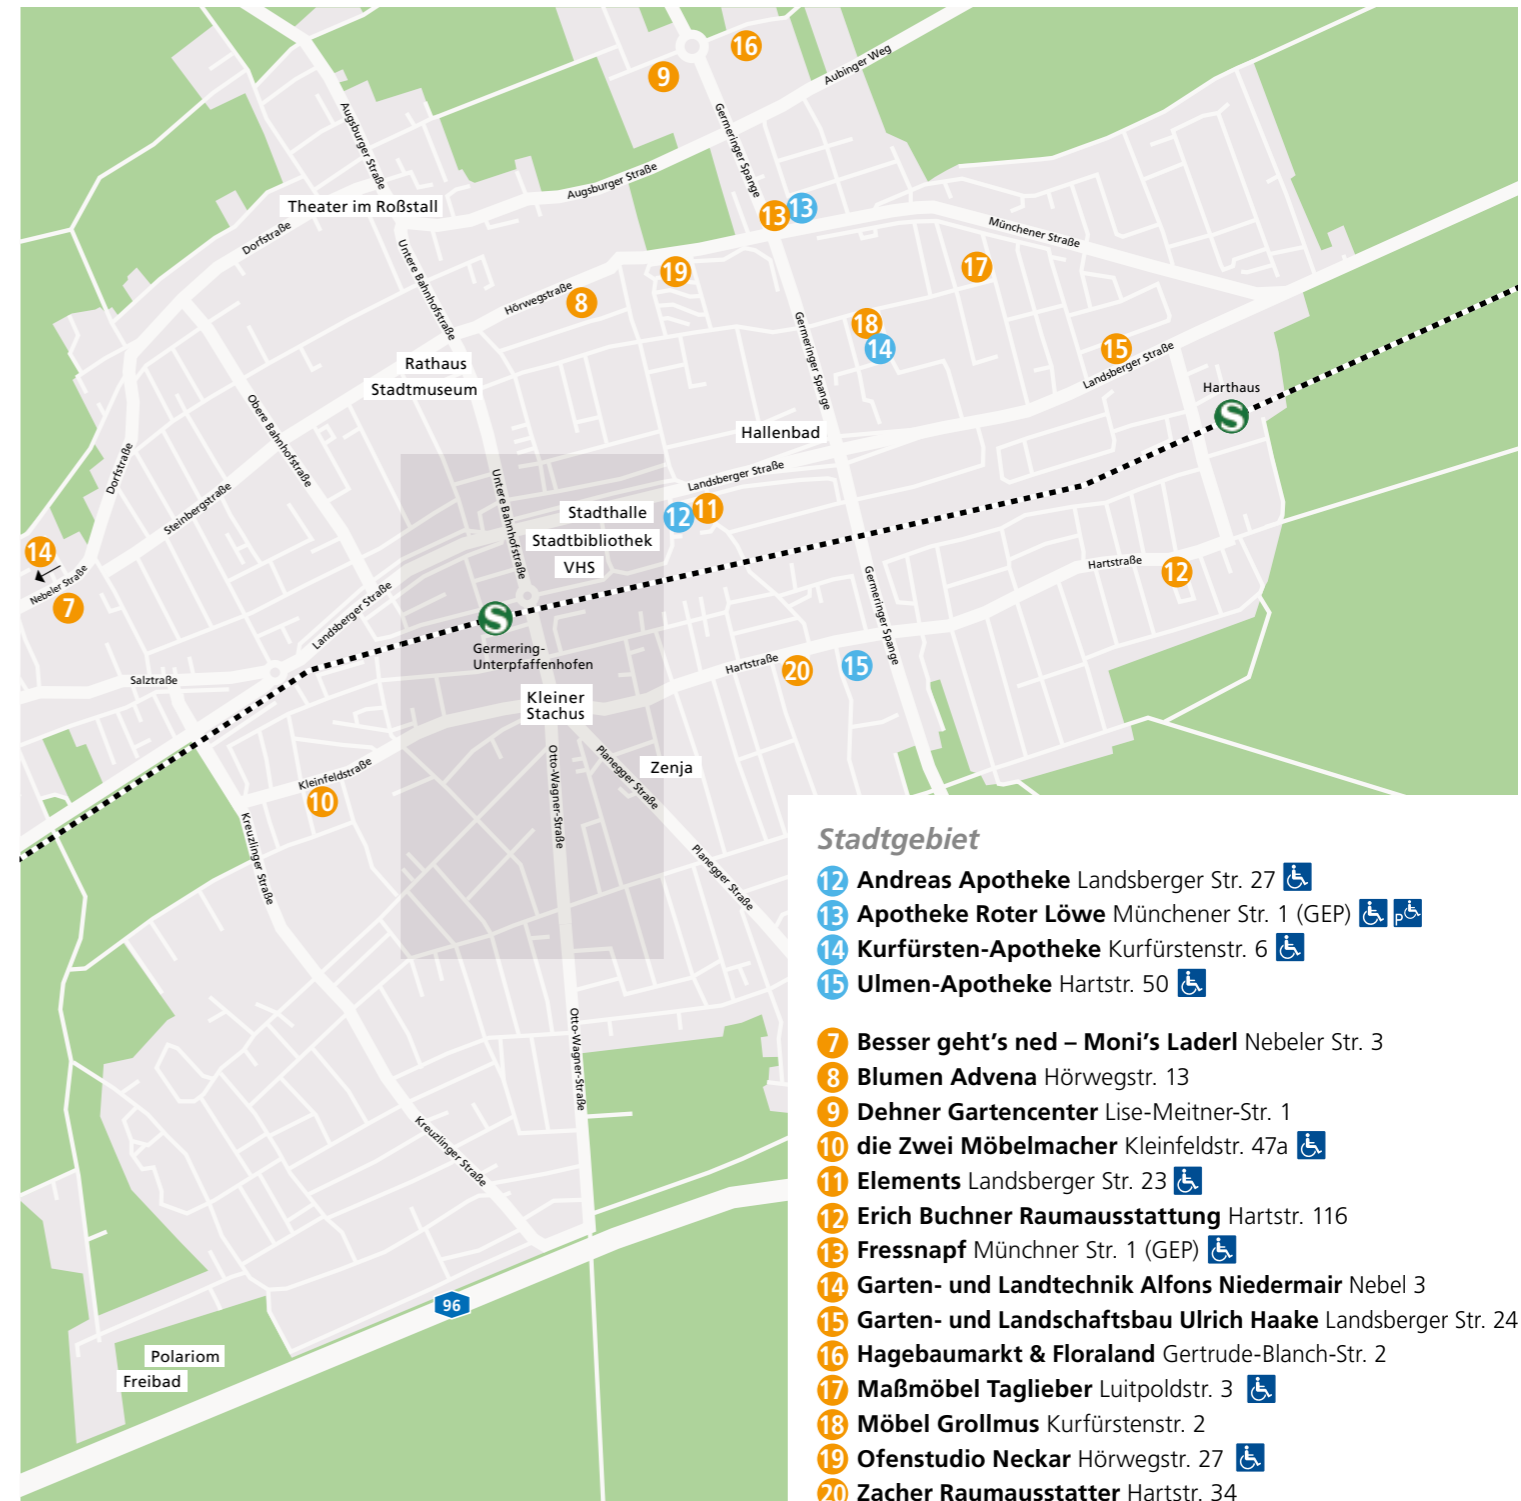 16
9
Aubinger Weg
Germeringer Spange
Augsburger Straße
Augsburger Straße
Theater im Roßstall
13
13
Dorfstraße
Münchener Straße
Untere Bahnhofstraße
19
17
Hörwegstraße
8
Germeringer Spange
18
14
15
Landsberger Straße
Rathaus
Stadtmuseum
Harthaus
S
Obere Bahnhofstraße
Hallenbad
Dorfstraße
Steinbergstraße
Untere Bahnhofstraße
Landsberger Straße
Stadthalle
12
11
Stadtbibliothek
VHS
14
Nebeler Straße
7
Hartstraße
12
Landsberger Straße
S
Germering-
Unterpfaffenhofen
Germeringer Spange
Salztraße
Hartstraße
20
15
Kleiner
Stachus
Kleinfeldstraße
10
Otto-Wagner-Straße
Planegger Straße
Zenja
Kreuzlinger Straße
Planegger Straße
Otto-Wagner-Straße
Kreuzlinger Straße
96
Polariom
Freibad
Stadtgebiet
12 Andreas Apotheke Landsberger Str. 27
13 Apotheke Roter Löwe Münchener Str. 1 (GEP) P
14 Kurfürsten-Apotheke Kurfürstenstr. 6
15 Ulmen-Apotheke Hartstr. 50
7 Besser geht’s ned – Moni’s Laderl Nebeler Str. 3
8 Blumen Advena Hörwegstr. 13
9 Dehner Gartencenter Lise-Meitner-Str. 1
10 die Zwei Möbelmacher Kleinfeldstr. 47a
11 Elements Landsberger Str. 23
12 Erich Buchner Raumausstattung Hartstr. 116
13 Fressnapf Münchner Str. 1 (GEP)
14 Garten- und Landtechnik Alfons Niedermair Nebel 3
15 Garten- und Landschaftsbau Ulrich Haake Landsberger Str. 24
16 Hagebaumarkt & Floraland Gertrude-Blanch-Str. 2
17 Maßmöbel Taglieber Luitpoldstr. 3
18 Möbel Grollmus Kurfürstenstr. 2
19 Ofenstudio Neckar Hörwegstr. 27
20 Zacher Raumausstatter Hartstr. 34